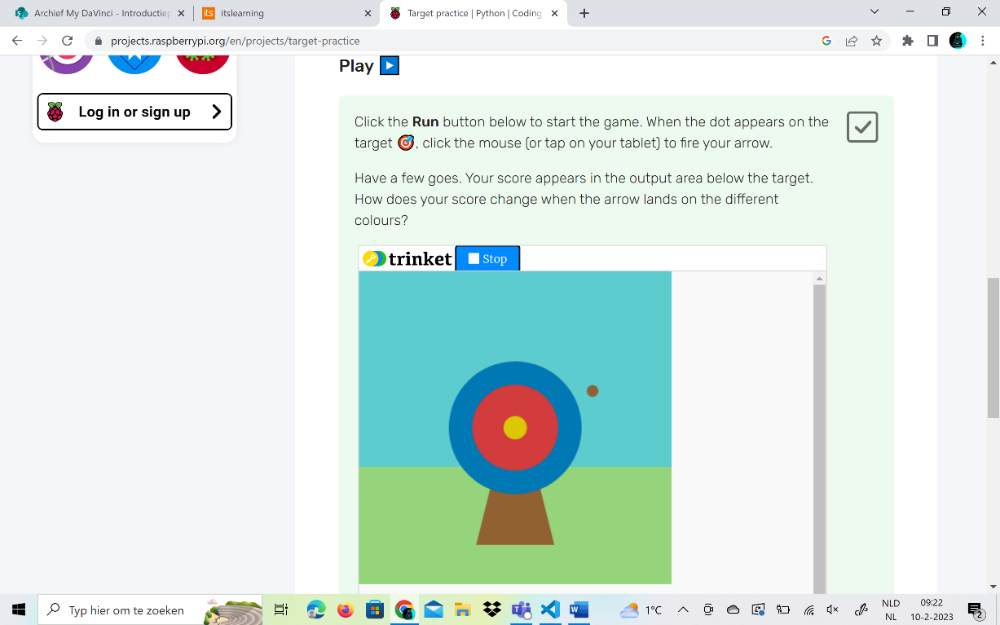 Archief My DaVinci - Introductie
its itslearning
Target practice | Python | Coding
projects.raspberrypi.org/en/projects/target-practice
Play
Log in or sign up
Click the Run button below to start the game. When the dot appears on the
target , click the mouse (or tap on your tablet) to fire your arrow.
Have a few goes. Your score appears in the output area below the target.
How does your score change when the arrow lands on the different
colours?
trinket Stop
Typ hier om te zoeken
1°C
NLD
NL
09:22